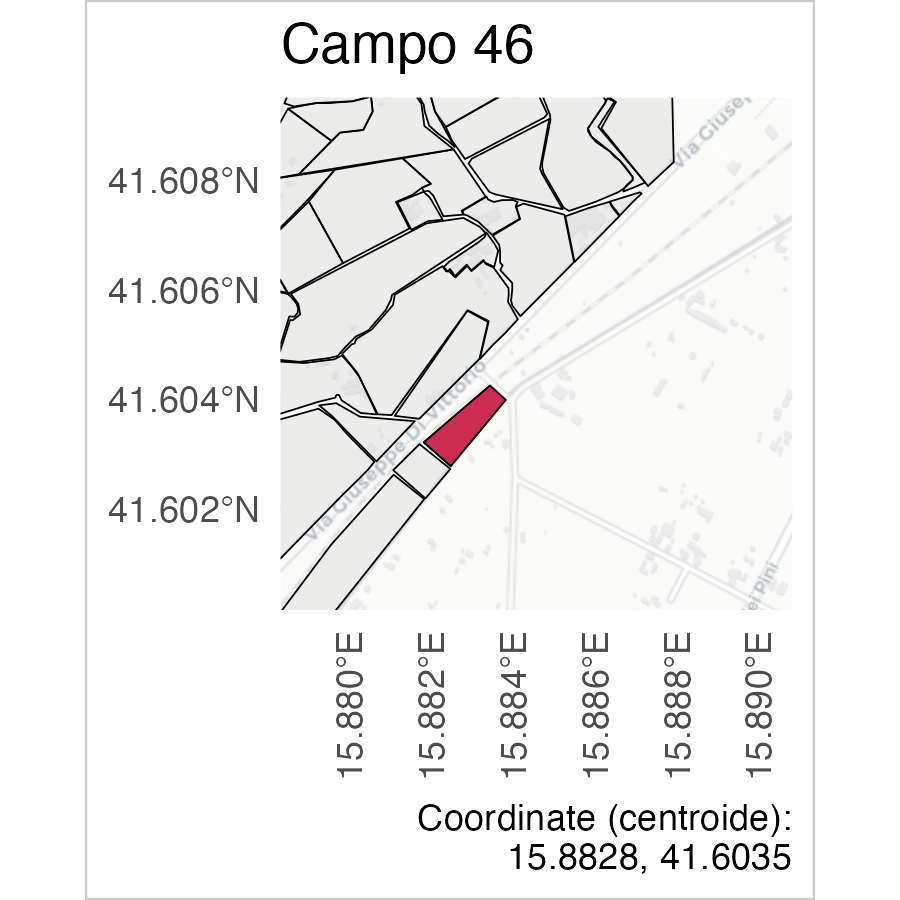 Campo 46
Via Giusep
41.608°N
41.606°N
41.604°N
41.602°N
Via Giuseppe Di Vittorio
ei Pini
15.880°E
15.882°E
15.884°E
15.886°E
15.888°E
15.890°E
Coordinate (centroide):
15.8828, 41.6035